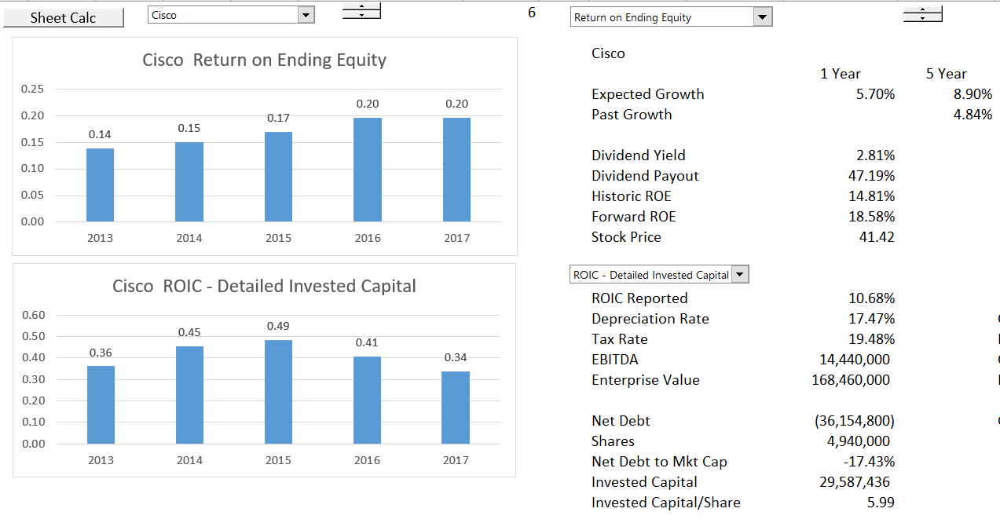 Sheet Calc
Cisco
6
Return on Ending Equity
Cisco  Return on Ending Equity
0.25
0.20
0.15
0.10
0.05
0.00
0.14
0.15
0.17
0.20
0.20
2013 2014 2015 2016 2017
Cisco  ROIC - Detailed Invested Capital
0.60
0.50
0.40
0.30
0.20
0.10
0.00
0.36
0.45
0.49
0.41
0.34
2013 2014 2015 2016 2017
Cisco
1 Year 5 Year
Expected Growth 5.70% 8.90%
Past Growth 4.84%
Dividend Yield 2.81%
Dividend Payout 47.19%
Historic ROE 14.81%
Forward ROE 18.58%
Stock Price 41.42
ROIC - Detailed Invested Capital
ROIC Reported 10.68%
Depreciation Rate 17.47%
Tax Rate 19.48%
EBITDA 14,440,000
Enterprise Value 168,460,000
Net Debt (36,154,800)
Shares 4,940,000
Net Debt to Mkt Cap -17.43%
Invested Capital 29,587,436
Invested Capital/Share 5.99